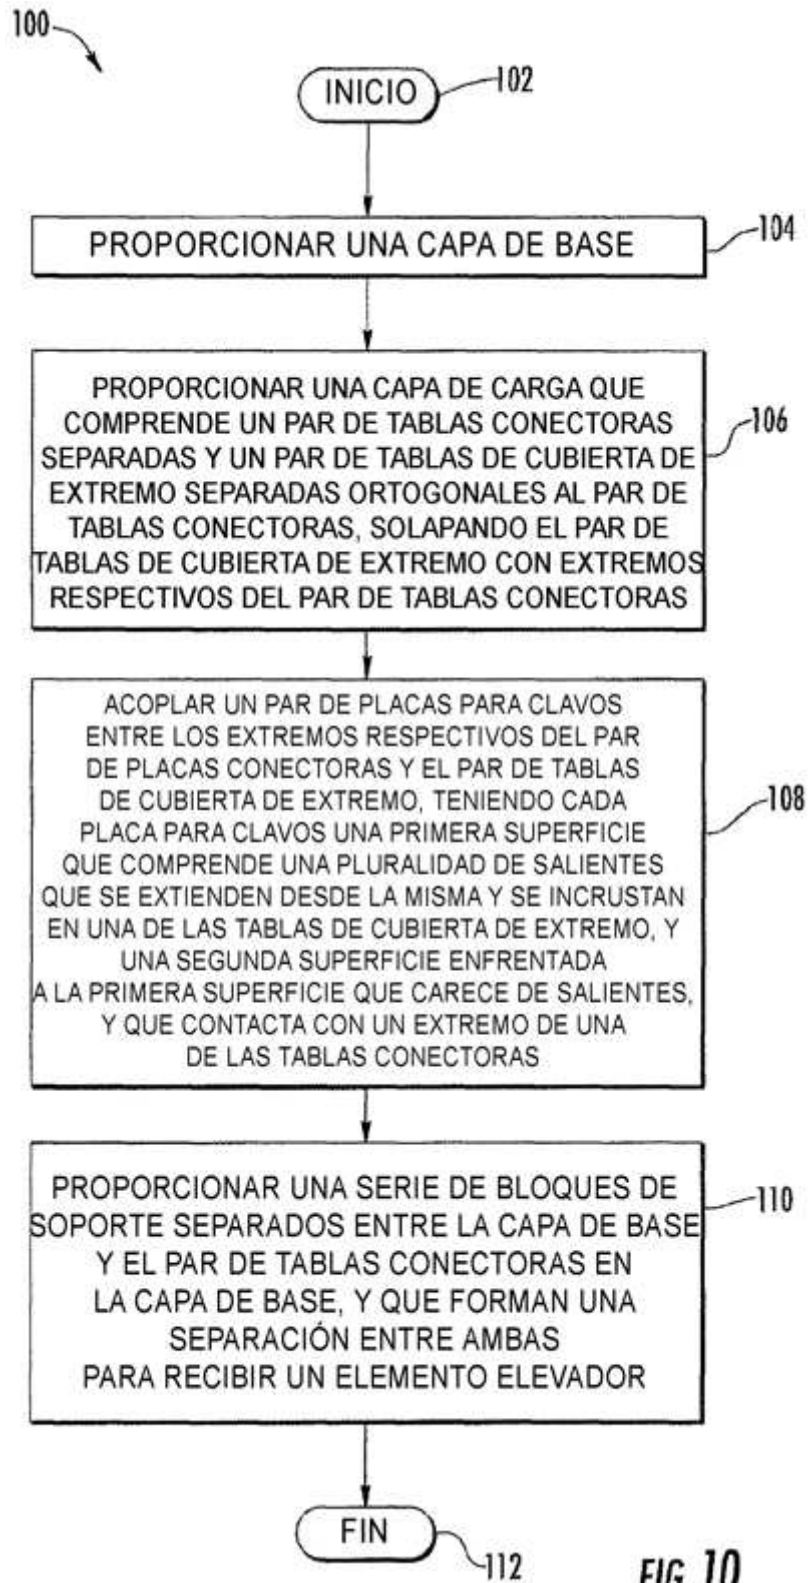 100
INICIO
102
PROPORCIONAR UNA CAPA DE BASE
104
PROPORCIONAR UNA CAPA DE CARGA QUE
COMPRENDE UN PAR DE TABLAS CONECTORAS
SEPARADAS Y UN PAR DE TABLAS DE CUBIERTA DE
EXTREMO SEPARADAS ORTOGONALES AL PAR DE
TABLAS CONECTORAS, SOLAPANDO EL PAR DE
TABLAS DE CUBIERTA DE EXTREMO CON EXTREMOS
RESPECTIVOS DEL PAR DE TABLAS CONECTORAS
106
ACOPLAR UN PAR DE PLACAS PARA CLAVOS
ENTRE LOS EXTREMOS RESPECTIVOS DEL PAR
DE PLACAS CONECTORAS Y EL PAR DE TABLAS
DE CUBIERTA DE EXTREMO, TENIENDO CADA
PLACA PARA CLAVOS UNA PRIMERA SUPERFICIE
QUE COMPRENDE UNA PLURALIDAD DE SALIENTES
QUE SE EXTIENDEN DESDE LA MISMA Y SE INCRUSTAN
EN UNA DE LAS TABLAS DE CUBIERTA DE EXTREMO, Y
UNA SEGUNDA SUPERFICIE ENFRENTADA
A LA PRIMERA SUPERFICIE QUE CARECE DE SALIENTES,
Y QUE CONTACTA CON UN EXTREMO DE UNA
DE LAS TABLAS CONECTORAS
108
PROPORCIONAR UNA SERIE DE BLOQUES DE
SOPORTE SEPARADOS ENTRE LA CAPA DE BASE
Y EL PAR DE TABLAS CONECTORAS EN
LA CAPA DE BASE, Y QUE FORMAN UNA
SEPARACIÓN ENTRE AMBAS
PARA RECIBIR UN ELEMENTO ELEVADOR
110
FIN
112
FIG. 10